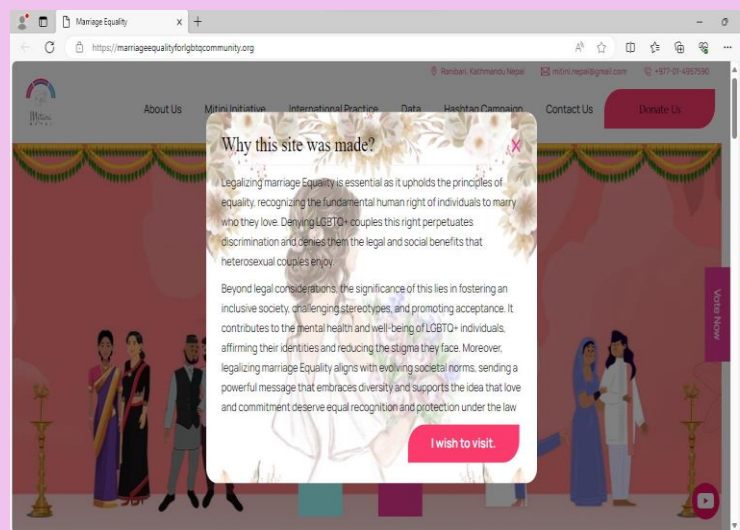 Marriage Equality
https://marriageequalityforlgbtqcommunity.org
Ranibari, Kathmandu Nepal mitini.nepal@gmail.com +977-01-4957590
Mitini
NEPAL
About Us Mitini Initiative International Practice Data Hashtag Campaign Contact Us Donate Us
Why this site was made?
X
Legalizing marriage Equality is essential as it upholds the principles of
equality, recognizing the fundamental human right of individuals to marry
who they love. Denying LGBTQ+ couples this right perpetuates
discrimination and denies them the legal and social benefits that
heterosexual couples enjoy.
Beyond legal considerations, the significance of this lies in fostering an
inclusive society, challenging stereotypes, and promoting acceptance. It
contributes to the mental health and well-being of LGBTQ+ individuals,
affirming their identities and reducing the stigma they face. Moreover,
legalizing marriage Equality aligns with evolving societal norms, sending a
powerful message that embraces diversity and supports the idea that love
and commitment deserve equal recognition and protection under the law
I wish to visit.
Vote Now